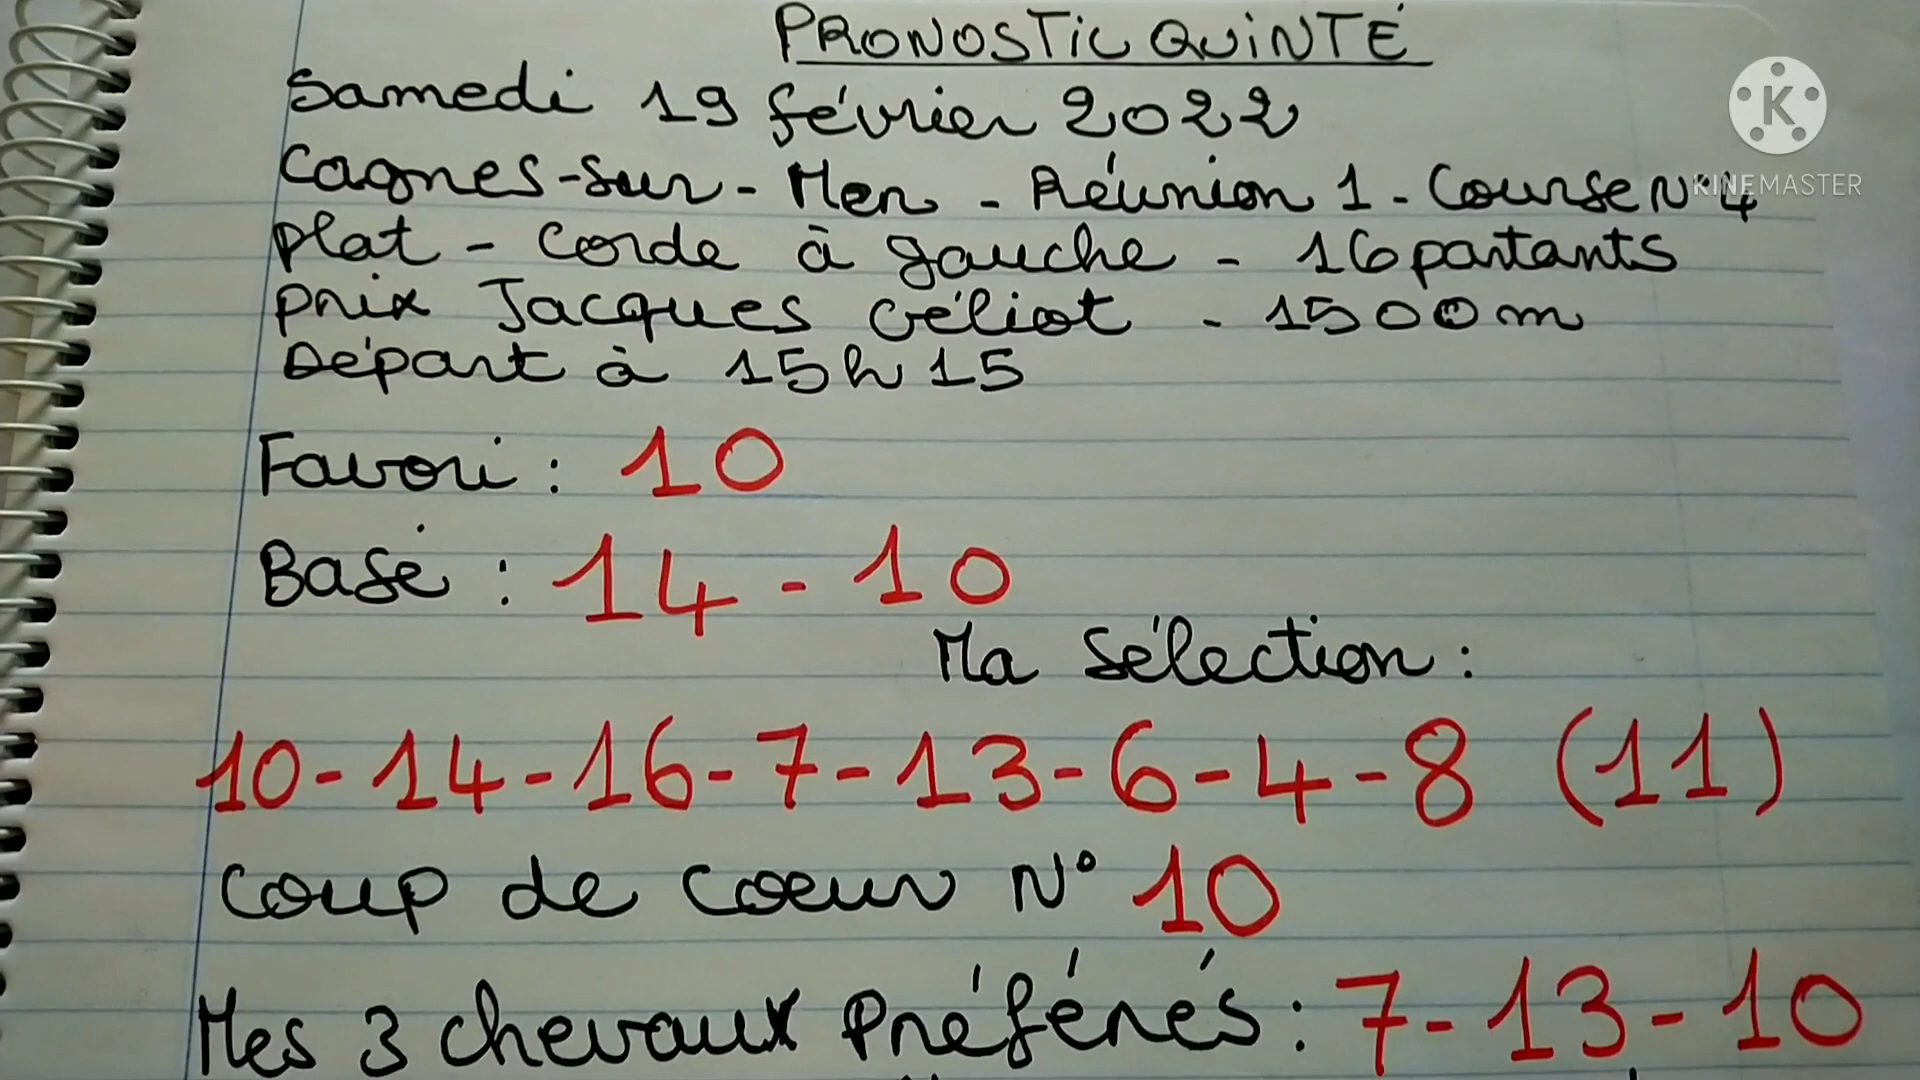 PRONOSTIC QUINTÉ
Samedi 19 février 2022
Cagnes-Sur-Mer - Réunion 1 - Course N°4
Plat - Corde à gauche - 16 partants
Prix Jacques Géliot - 1500m
Départ à 15h15
Favori : 10
Base : 14 - 10
Ma Sélection :
10-14-16-7-13-6-4-8 (11)
Coup de coeur N° 10
Mes 3 chevaux Préférés : 7-13-10
K
KINEMASTER